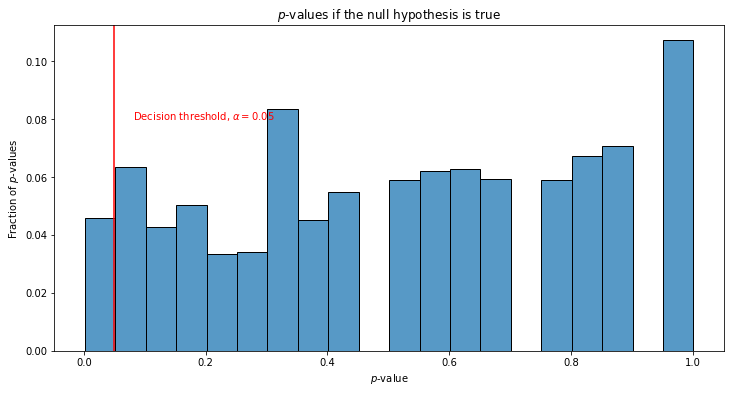 p-values if the null hypothesis is true
0.10
Decision threshold, α = 0.05
0.08
Fraction of p-values
0.06
0.04
0.02
0.00
0.0 0.2 0.4 0.6 0.8 1.0
p-value